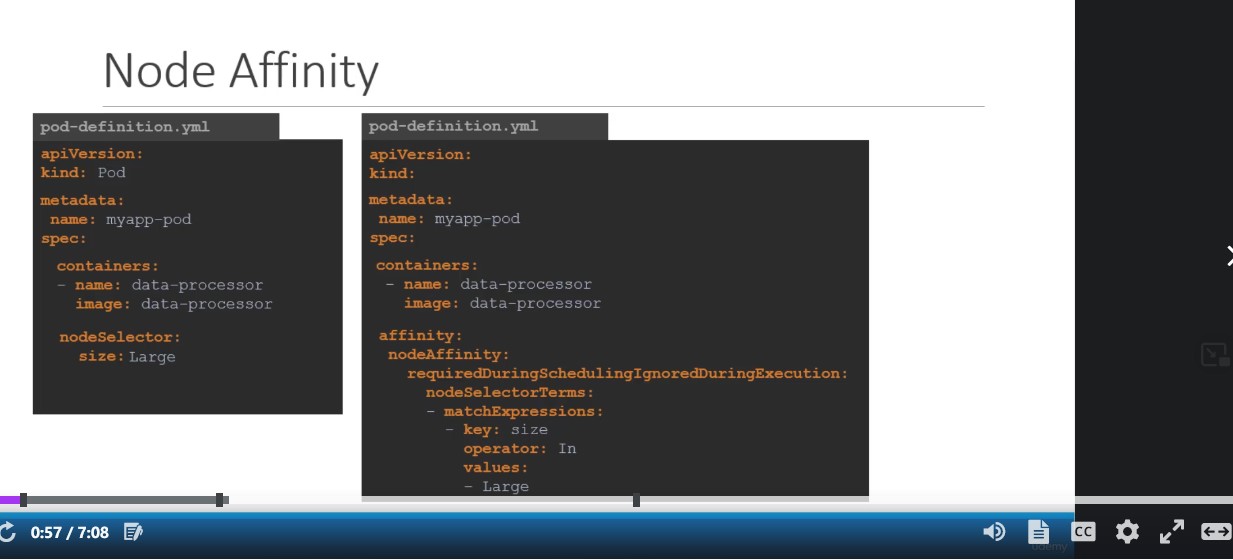 Node Affinity
pod-definition.yml
apiVersion:
kind: Pod
metadata:
name: myapp-pod
spec:
containers:
- name: data-processor
image: data-processor
nodeSelector:
size: Large
pod-definition.yml
apiVersion:
kind:
metadata:
name: myapp-pod
spec:
containers:
- name: data-processor
image: data-processor
affinity:
nodeAffinity:
requiredDuringSchedulingIgnoredDuringExecution:
nodeSelectorTerms:
- matchExpressions:
- key: size
operator: In
values:
- Large
0:57 / 7:08
CC
udemy